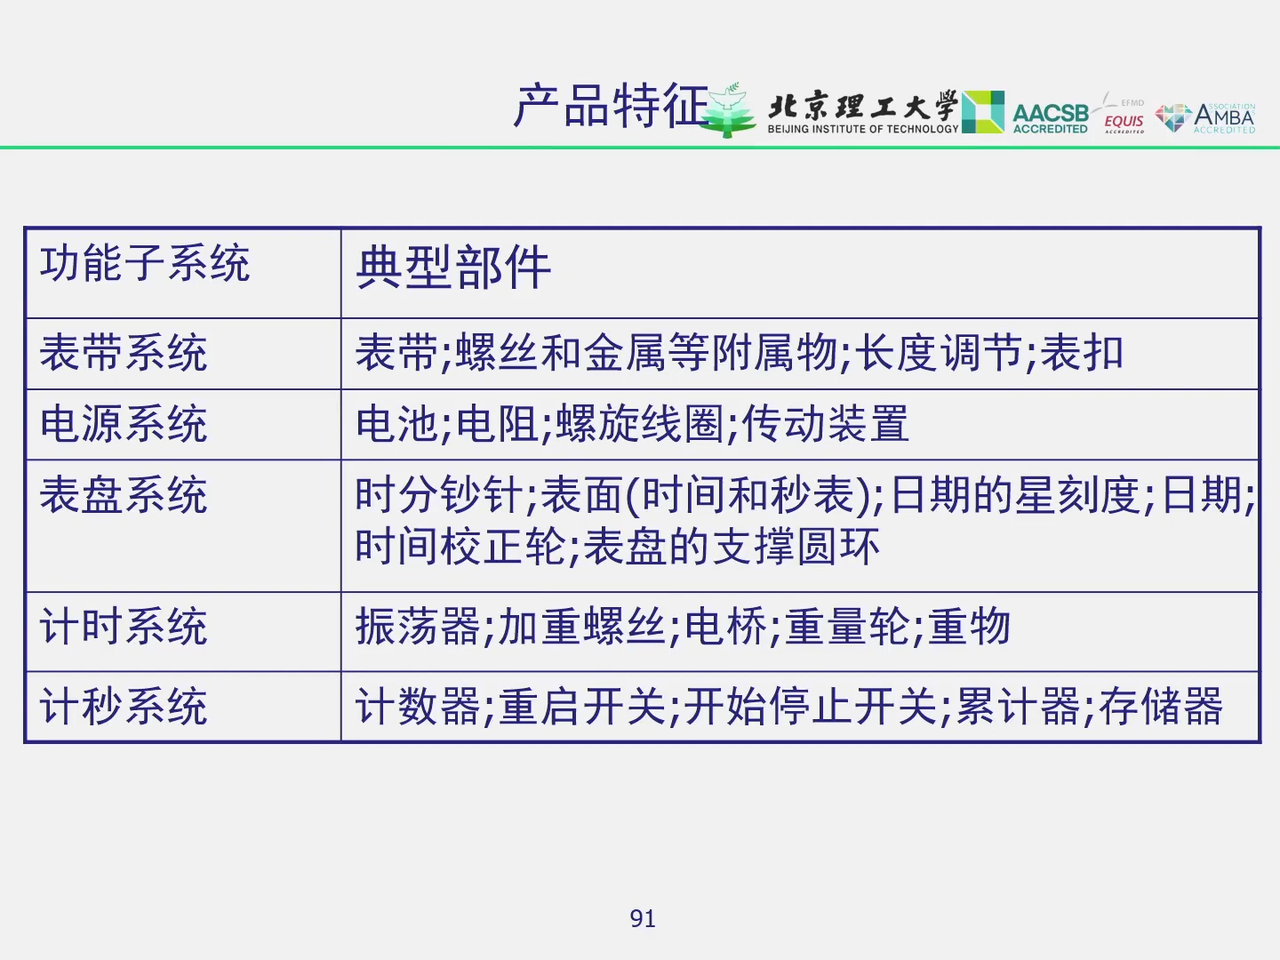 产品特征
北京理工大学
BEIJING INSTITUTE OF TECHNOLOGY
AACSB
ACCREDITED
EFMD
EQUIS
ACCREDITED
ASSOCIATION
AMBA
ACCREDITED
功能子系统 典型部件
表带系统 表带;螺丝和金属等附属物;长度调节;表扣
电源系统 电池;电阻;螺旋线圈;传动装置
表盘系统 时分钞针;表面(时间和秒表);日期的星刻度;日期;
时间校正轮;表盘的支撑圆环
计时系统 振荡器;加重螺丝;电桥;重量轮;重物
计秒系统 计数器;重启开关;开始停止开关;累计器;存储器
91